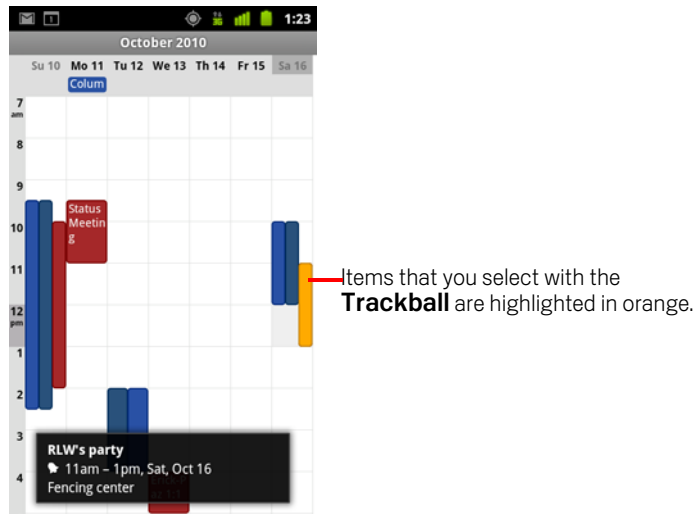 1:23
October 2010
Su 10 Mo 11 Tu 12 We 13 Th 14 Fr 15 Sa 16
Colum
7
am
8
9
Status
Meetin
g
10
11
Items that you select with the
Trackball are highlighted in orange.
12
pm
1
2
3
RLW's party
11am – 1pm, Sat, Oct 16
4
Fencing center